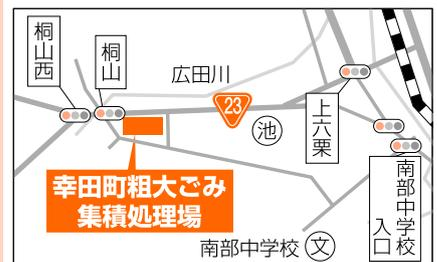 桐山西
桐山
広田川
23
池
上六栗
幸田町粗大ごみ
集積処理場
南部中学校
入口
南部中学校
文